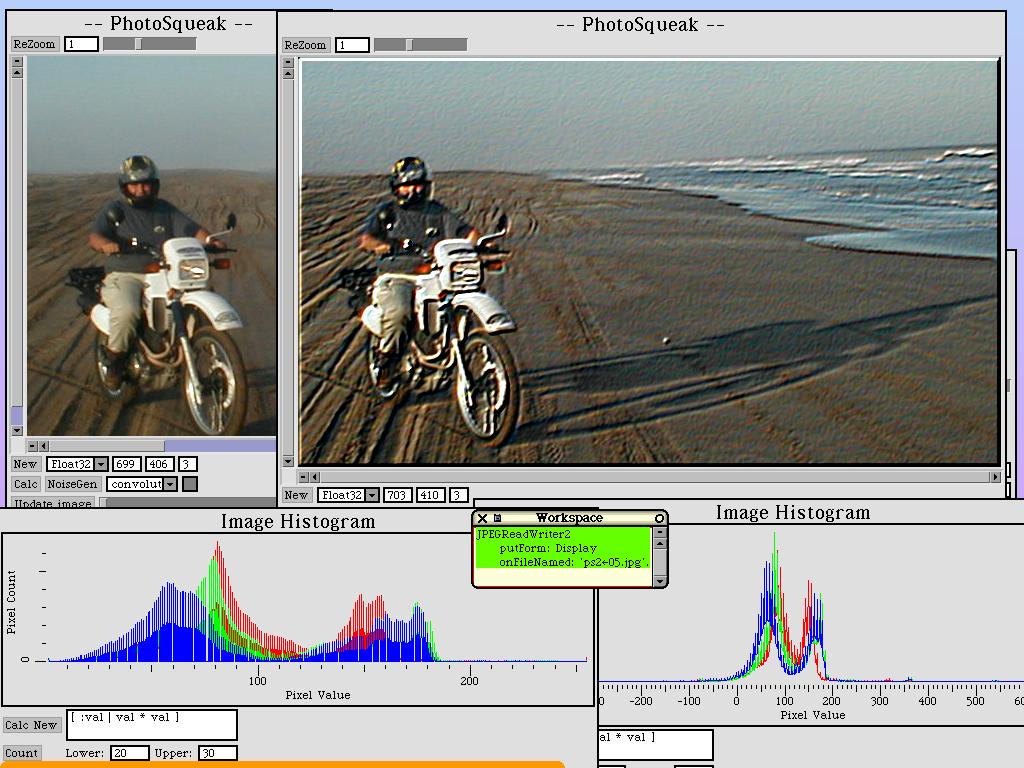 -- PhotoSqueak --
ReZoom 1
New Float32 699 406 3
Calc NoiseGen convolut
Update image
-- PhotoSqueak --
ReZoom 1
New Float32 703 410 3
Image Histogram
Pixel Count
0
100 200
Pixel Value
Calc New [ :val | val * val ]
Count Lower: 20 Upper: 30
Workspace
JPEGReadWriter2
putForm: Display
onFileNamed: 'ps2←05.jpg'.
Image Histogram
-200 -100 0 100 200 300 400 500 60
Pixel Value
al * val ]